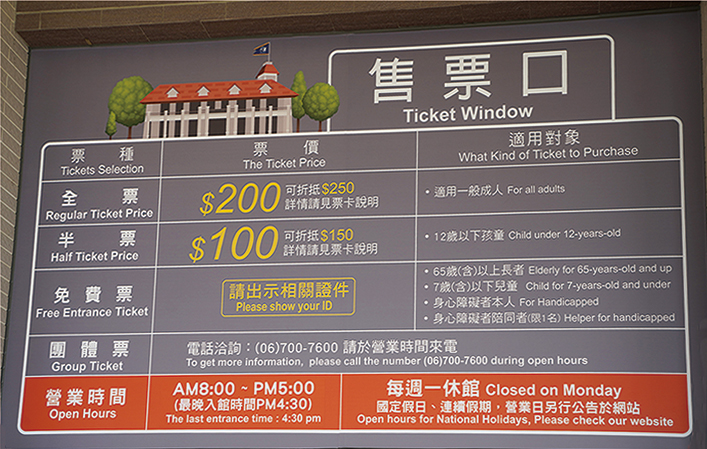 售票口
Ticket Window
票種
Tickets Selection
票價
The Ticket Price
適用對象
What Kind of Ticket to Purchase
全票
Regular Ticket Price
$200
可折抵$250
詳情請見票卡說明
• 適用一般成人 For all adults
半票
Half Ticket Price
$100
可折抵$150
詳情請見票卡說明
• 12歲以下孩童 Child under 12-years-old
免費票
Free Entrance Ticket
請出示相關證件
Please show your ID
• 65歲(含)以上長者 Elderly for 65-years-old and up
• 7歲(含)以下兒童 Child for 7-years-old and under
• 身心障礙者本人 For Handicapped
• 身心障礙者陪同者(限1名) Helper for handicapped
團體票
Group Ticket
電話洽詢：(06)700-7600 請於營業時間來電
To get more information, please call the number (06)700-7600 during open hours
營業時間
Open Hours
AM8:00 ~ PM5:00
(最晚入館時間PM4:30)
The last entrance time : 4:30 pm
每週一休館 Closed on Monday
國定假日、連續假期，營業日另行公告於網站
Open hours for National Holidays, Please check our website